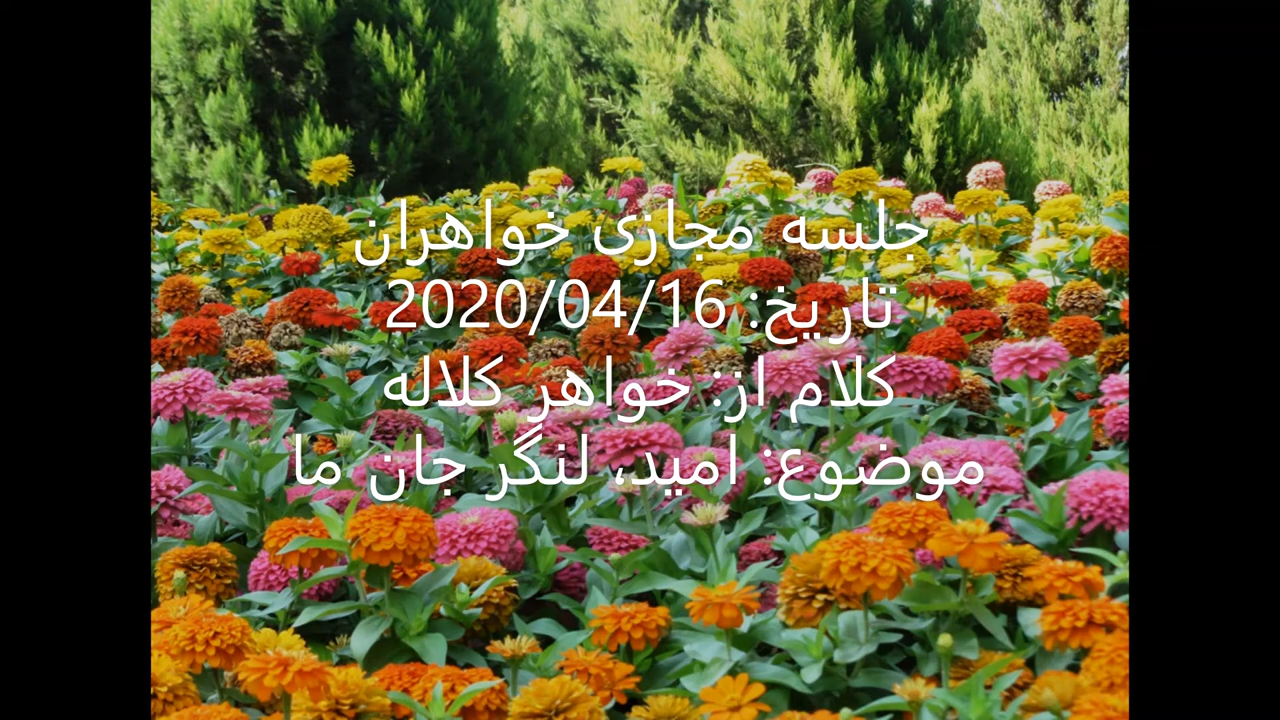 جلسه مجازی خواهران
تاریخ: 2020/04/16
کلام از: خواهر کلاله
موضوع: امید، لنگر جان ما